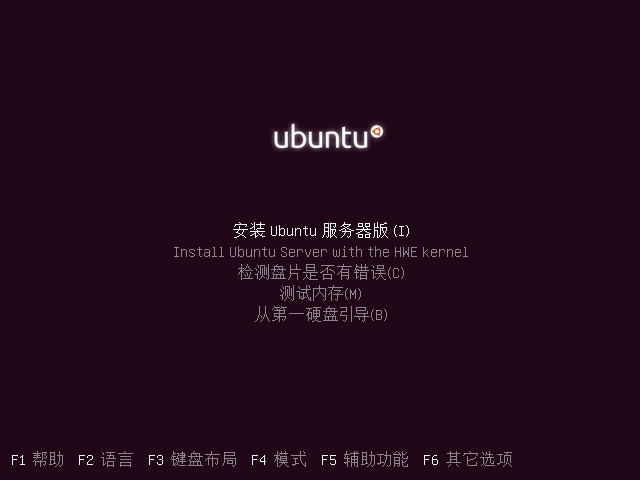 ubuntu
安装 Ubuntu 服务器版 (I)
Install Ubuntu Server with the HWE kernel
检测盘片是否有错误(C)
测试内存(M)
从第一硬盘引导(B)
F1 帮助 F2 语言 F3 键盘布局 F4 模式 F5 辅助功能 F6 其它选项